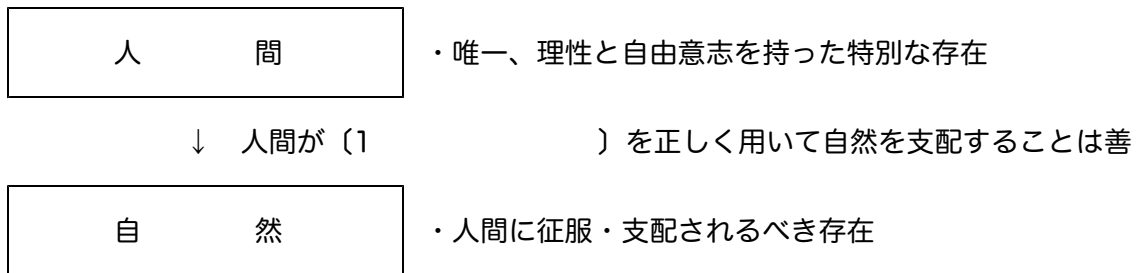 人　　　間　・唯一、理性と自由意志を持った特別な存在
↓　人間が〔1　　　　　　　〕を正しく用いて自然を支配することは善
自　　　然　・人間に征服・支配されるべき存在